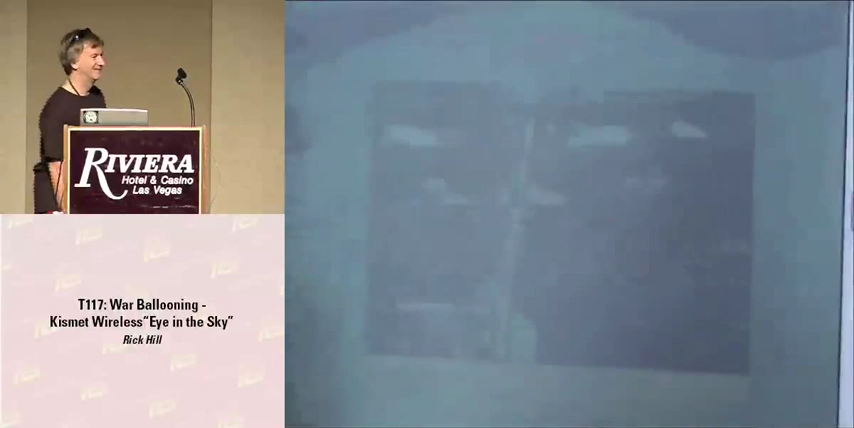 RIVIERA
Hotel & Casino
Las Vegas
T117: War Ballooning -
Kismet Wireless“Eye in the Sky”
Rick Hill